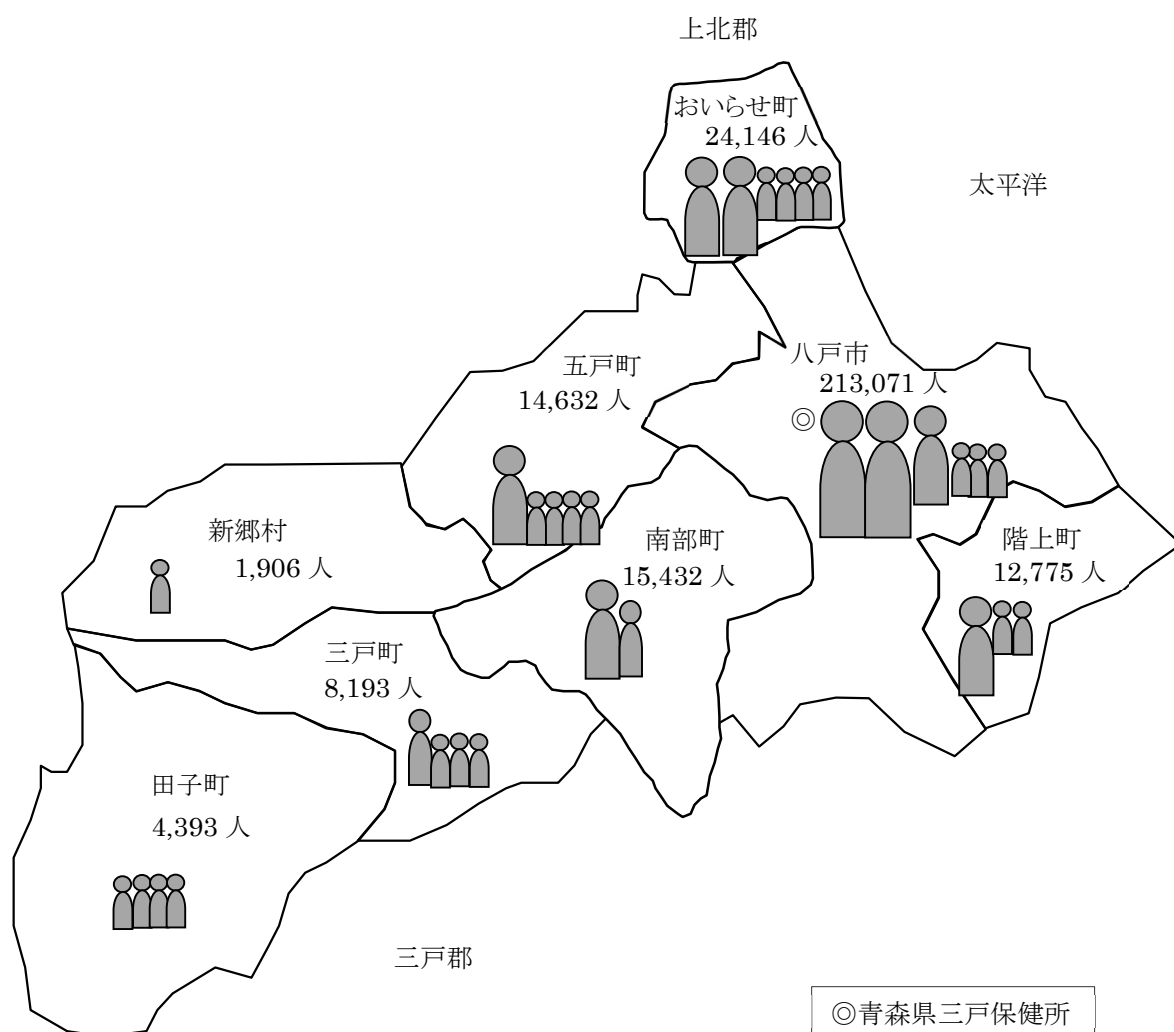 上北郡
おいらせ町
24,146 人
太平洋
八戸市
213,071 人
◎
五戸町
14,632 人
新郷村
1,906 人
南部町
15,432 人
階上町
12,775 人
三戸町
8,193 人
田子町
4,393 人
三戸郡
◎青森県三戸保健所